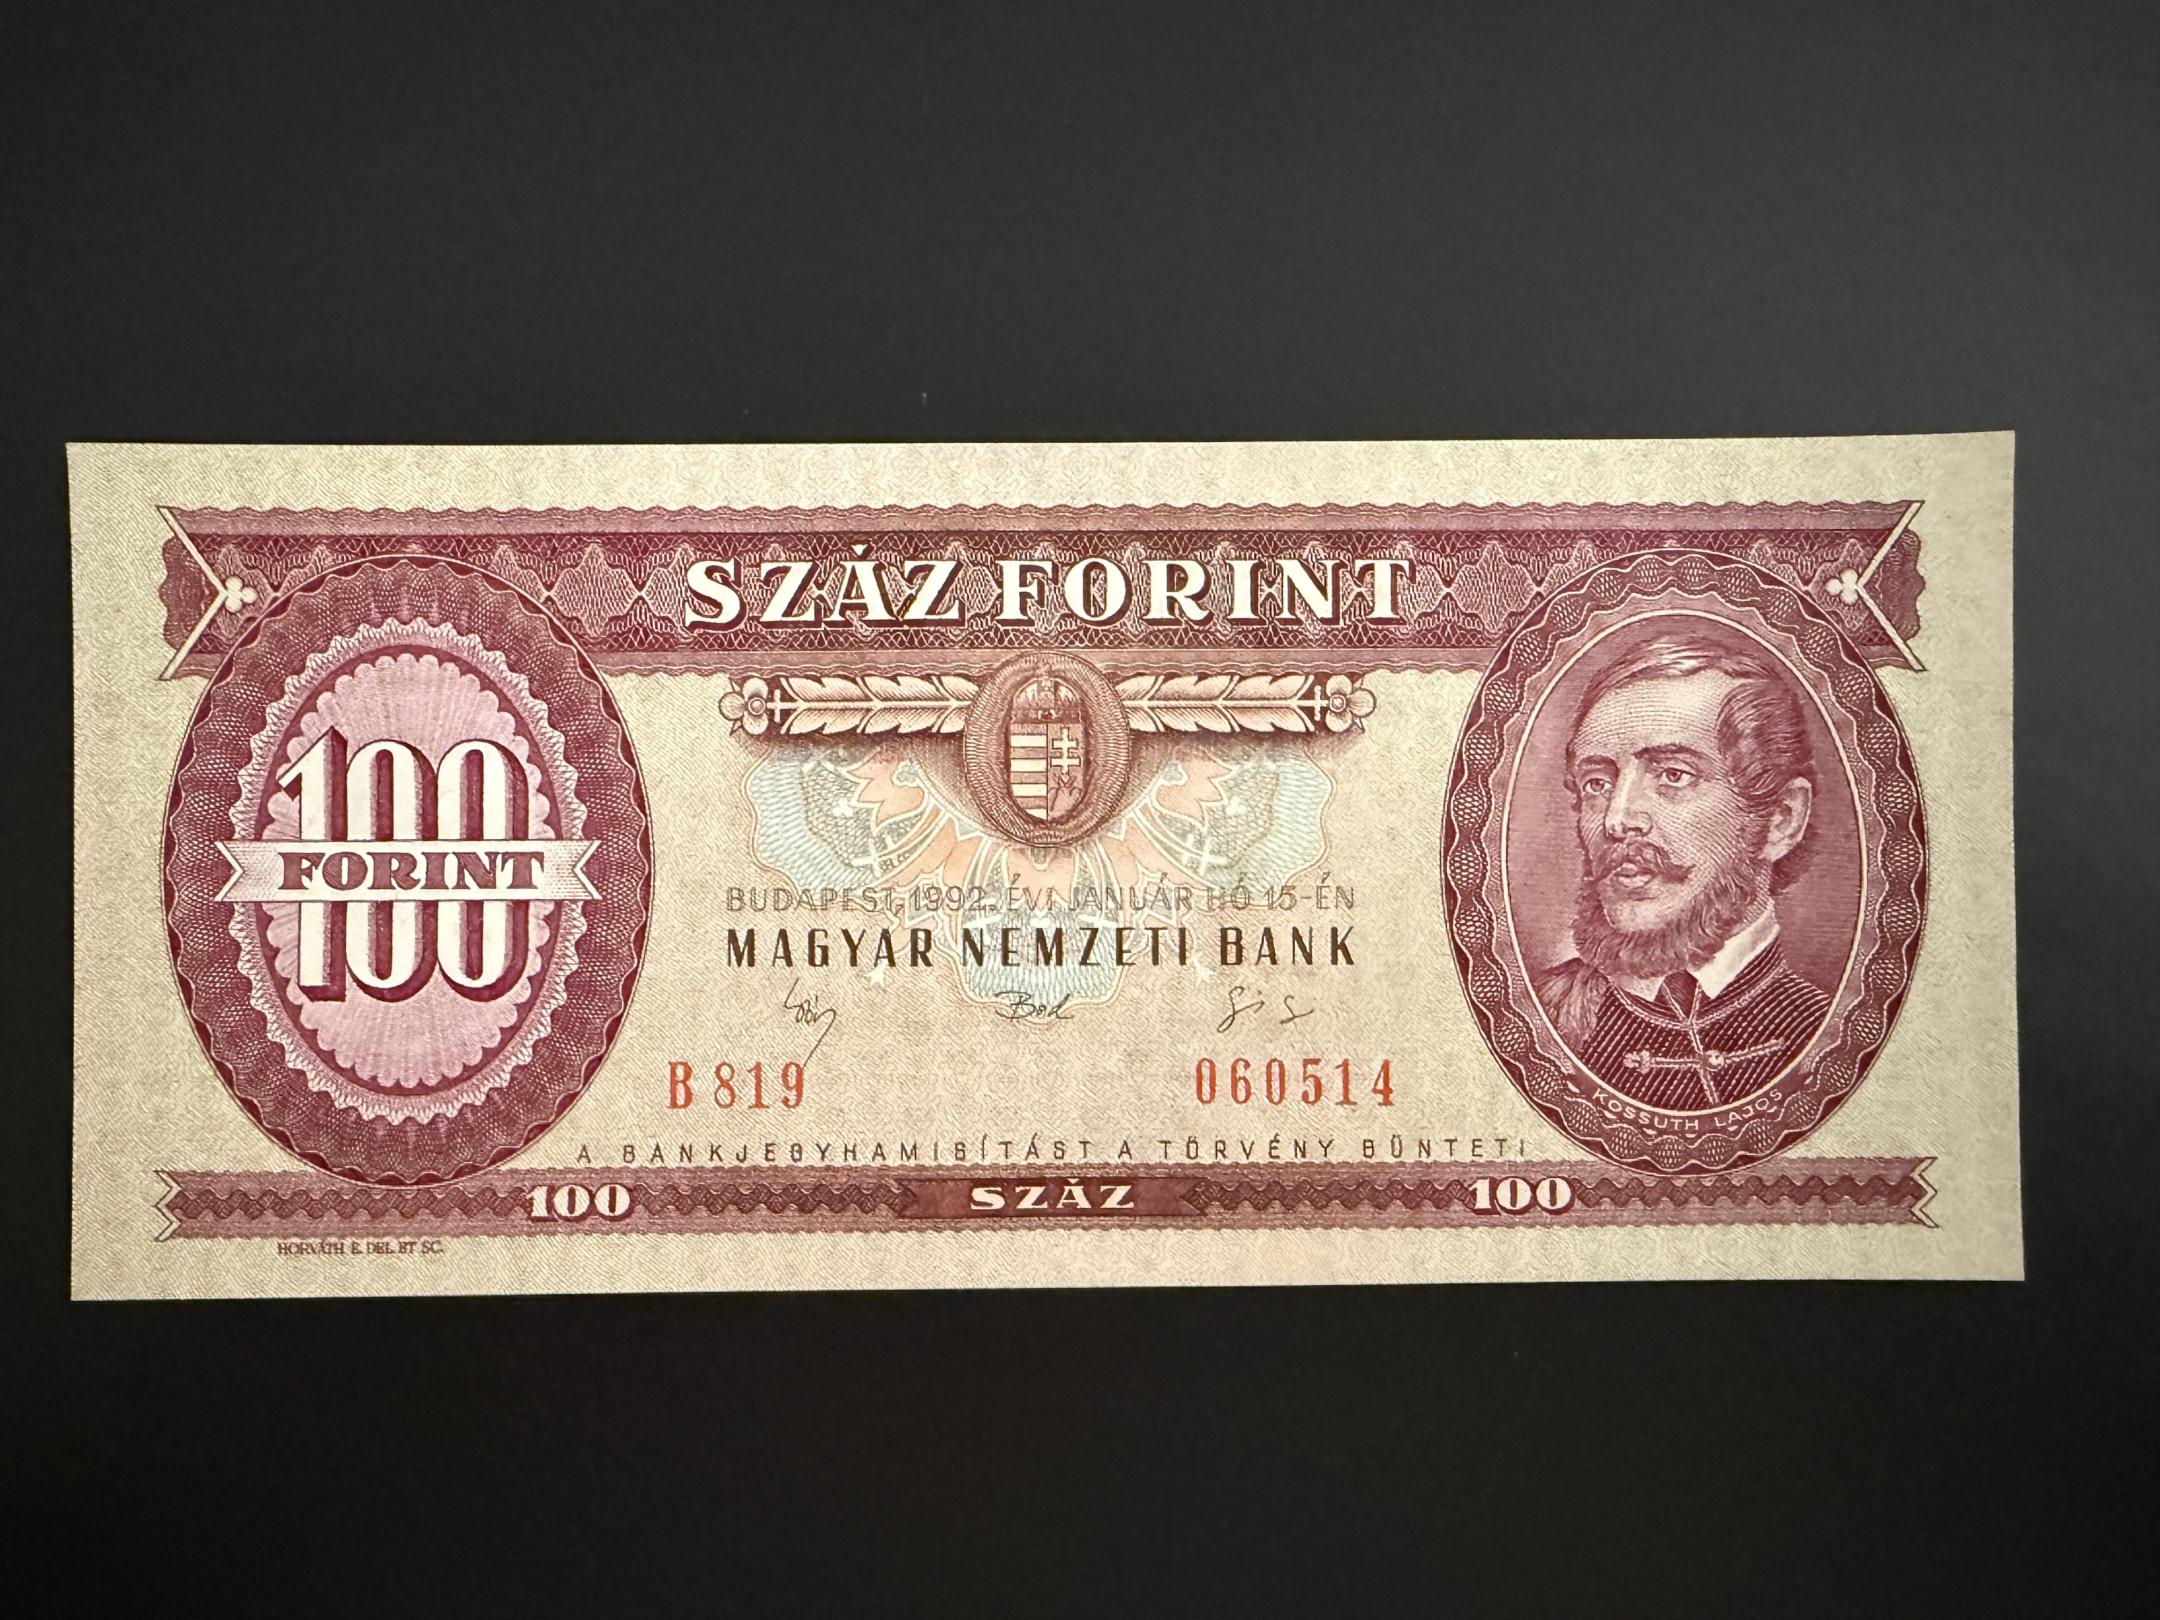 SZÁZ FORINT
100
FORINT
BUDAPEST, 1992. ÉVI JANUÁR HÓ 15-ÉN
MAGYAR NEMZETI BANK
B 819
060514
KOSSUTH LAJOS
A BANKJEGYHAMISÍTÁST A TÖRVÉNY BÜNTETI
100
SZÁZ
100
HORVÁTH E. DEL. ET SC.